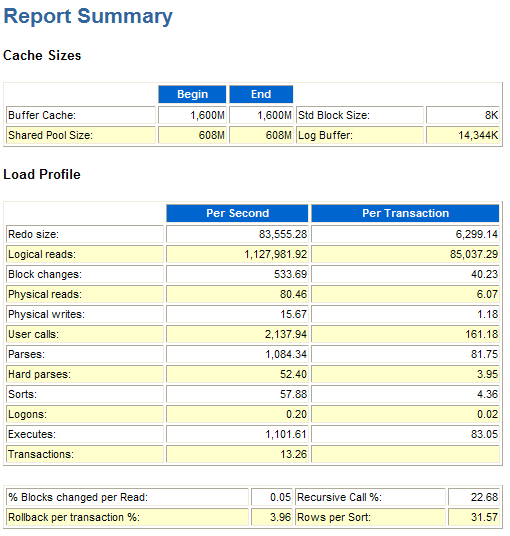 Report Summary
Cache Sizes
Begin End
Buffer Cache: 1,600M 1,600M Std Block Size: 8K
Shared Pool Size: 608M 608M Log Buffer: 14,344K
Load Profile
Per Second Per Transaction
Redo size: 83,555.28 6,299.14
Logical reads: 1,127,981.92 85,037.29
Block changes: 533.69 40.23
Physical reads: 80.46 6.07
Physical writes: 15.67 1.18
User calls: 2,137.94 161.18
Parses: 1,084.34 81.75
Hard parses: 52.40 3.95
Sorts: 57.88 4.36
Logons: 0.20 0.02
Executes: 1,101.61 83.05
Transactions: 13.26
% Blocks changed per Read: 0.05 Recursive Call %: 22.68
Rollback per transaction %: 3.96 Rows per Sort: 31.57